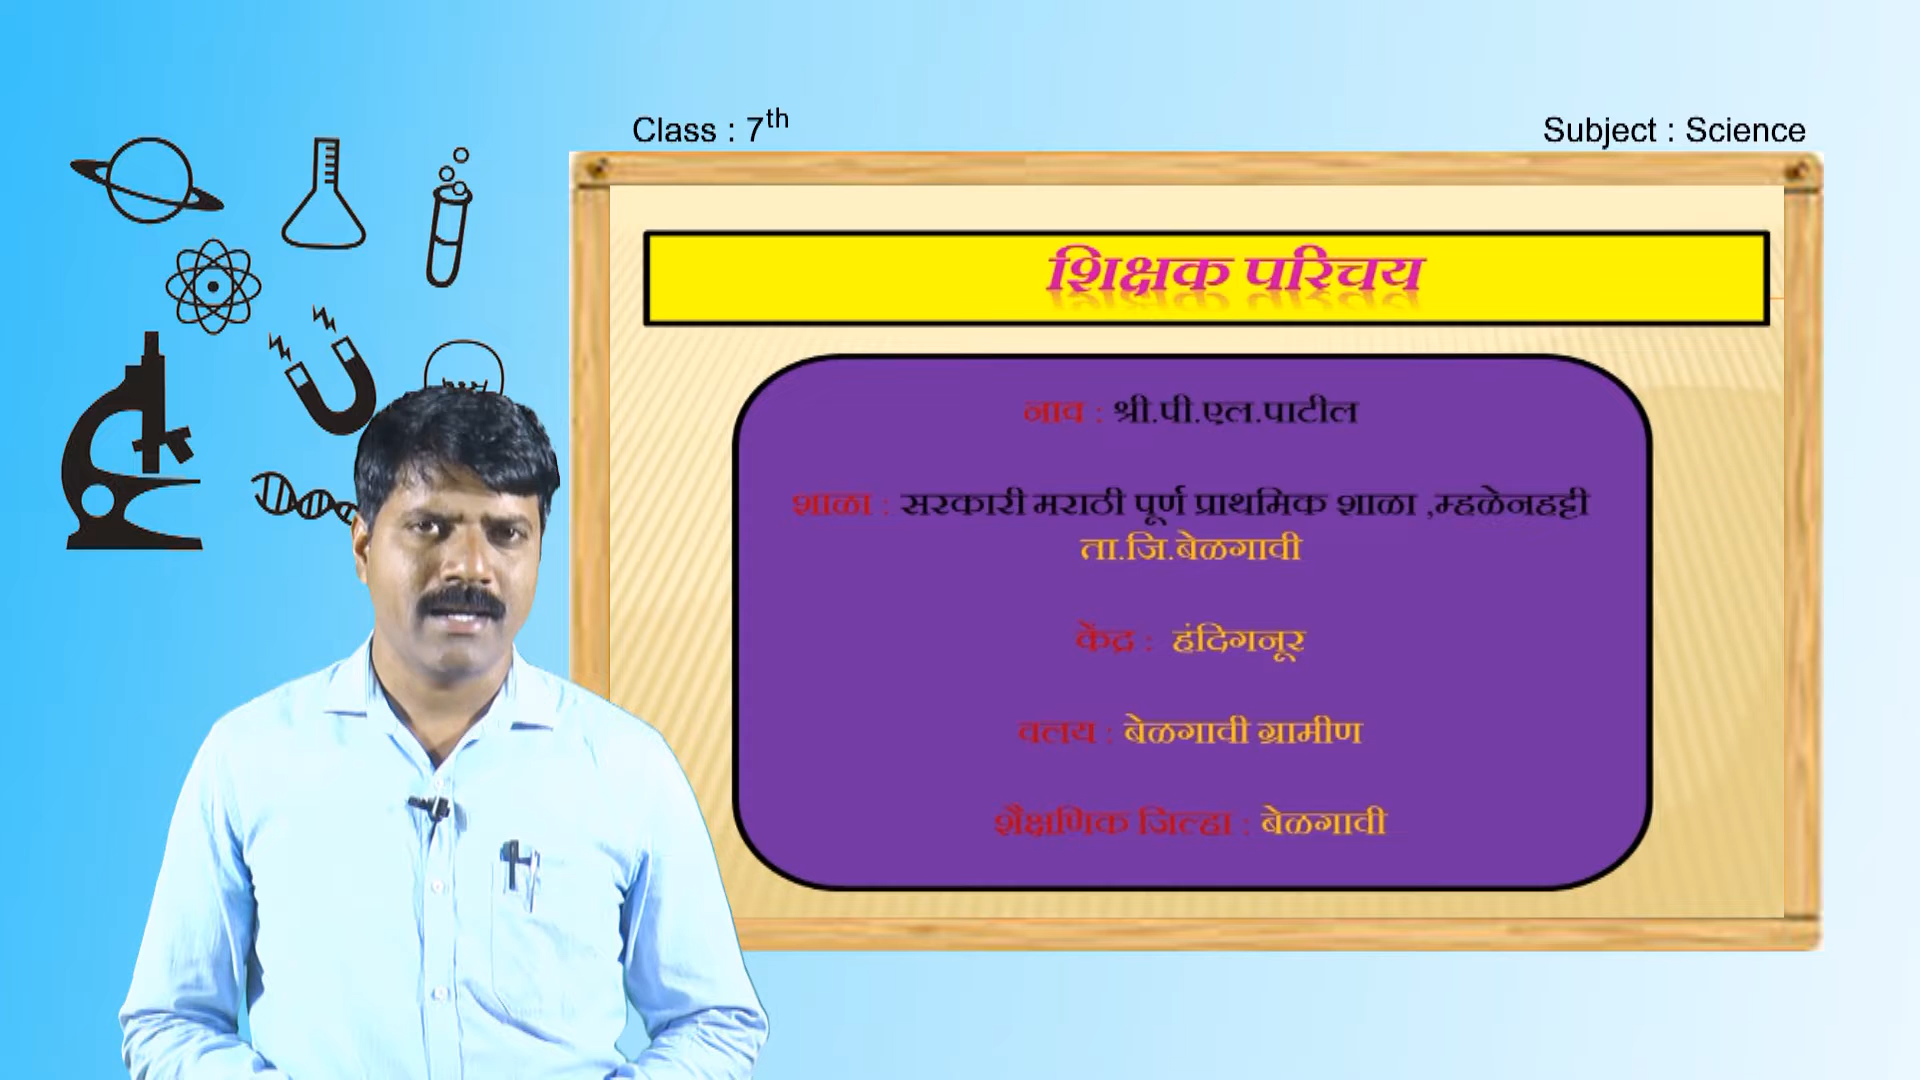 Class : 7th
Subject : Science
शिक्षक परिचय
नाव : श्री.पी.एल.पाटील
शाळा : सरकारी मराठी पूर्ण प्राथमिक शाळा ,म्हळेनहट्टी
ता.जि.बेळगावी
केंद्र : हंदिगनूर
वलय : बेळगावी ग्रामीण
शैक्षणिक जिल्हा : बेळगावी